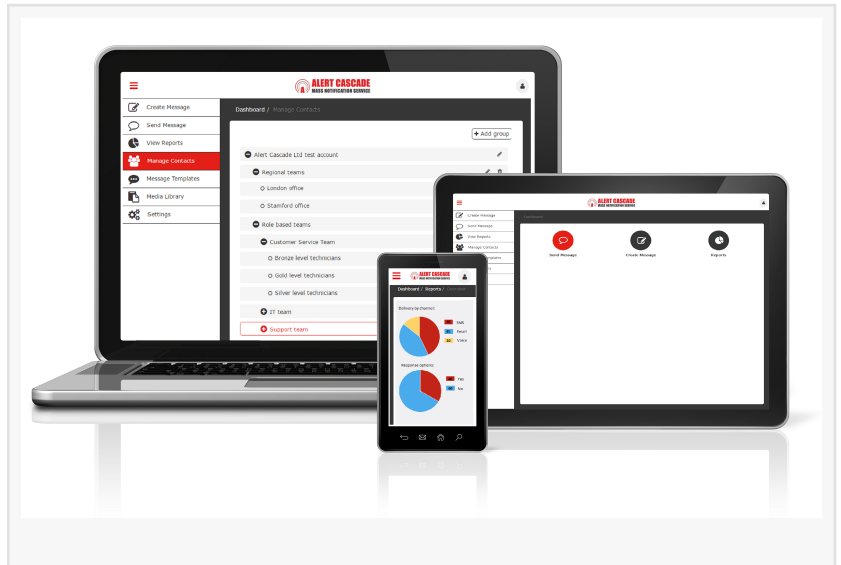 ALERT CASCADE
MASS NOTIFICATION SERVICE
Create Message
Send Message
View Reports
Manage Contacts
Message Templates
Media Library
Settings
Dashboard / Manage Contacts
+ Add group
Alert Cascade Ltd test account
Regional teams
London office
Stamford office
Role based teams
Customer Service Team
Bronze level technicians
Gold level technicians
Silver level technicians
IT team
Support team
ALERT CASCADE
MASS NOTIFICATION SERVICE
Create Message
Send Message
View Reports
Manage Contacts
Dashboard
Send Message
Create Message
Reports
ALERT CASCADE
Dashboard / Reports /
Delivery by channel
SMS
Email
Voice
Response options
Yes
No